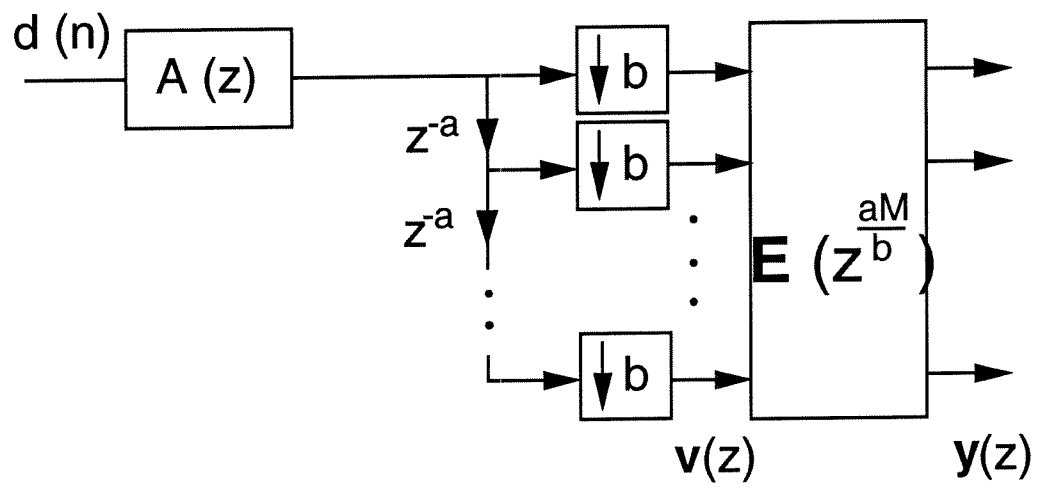 d (n)
A (z)
↓ b
z-a
↓ b
z-a
E (z aM/b)
↓ b
v(z)
y(z)